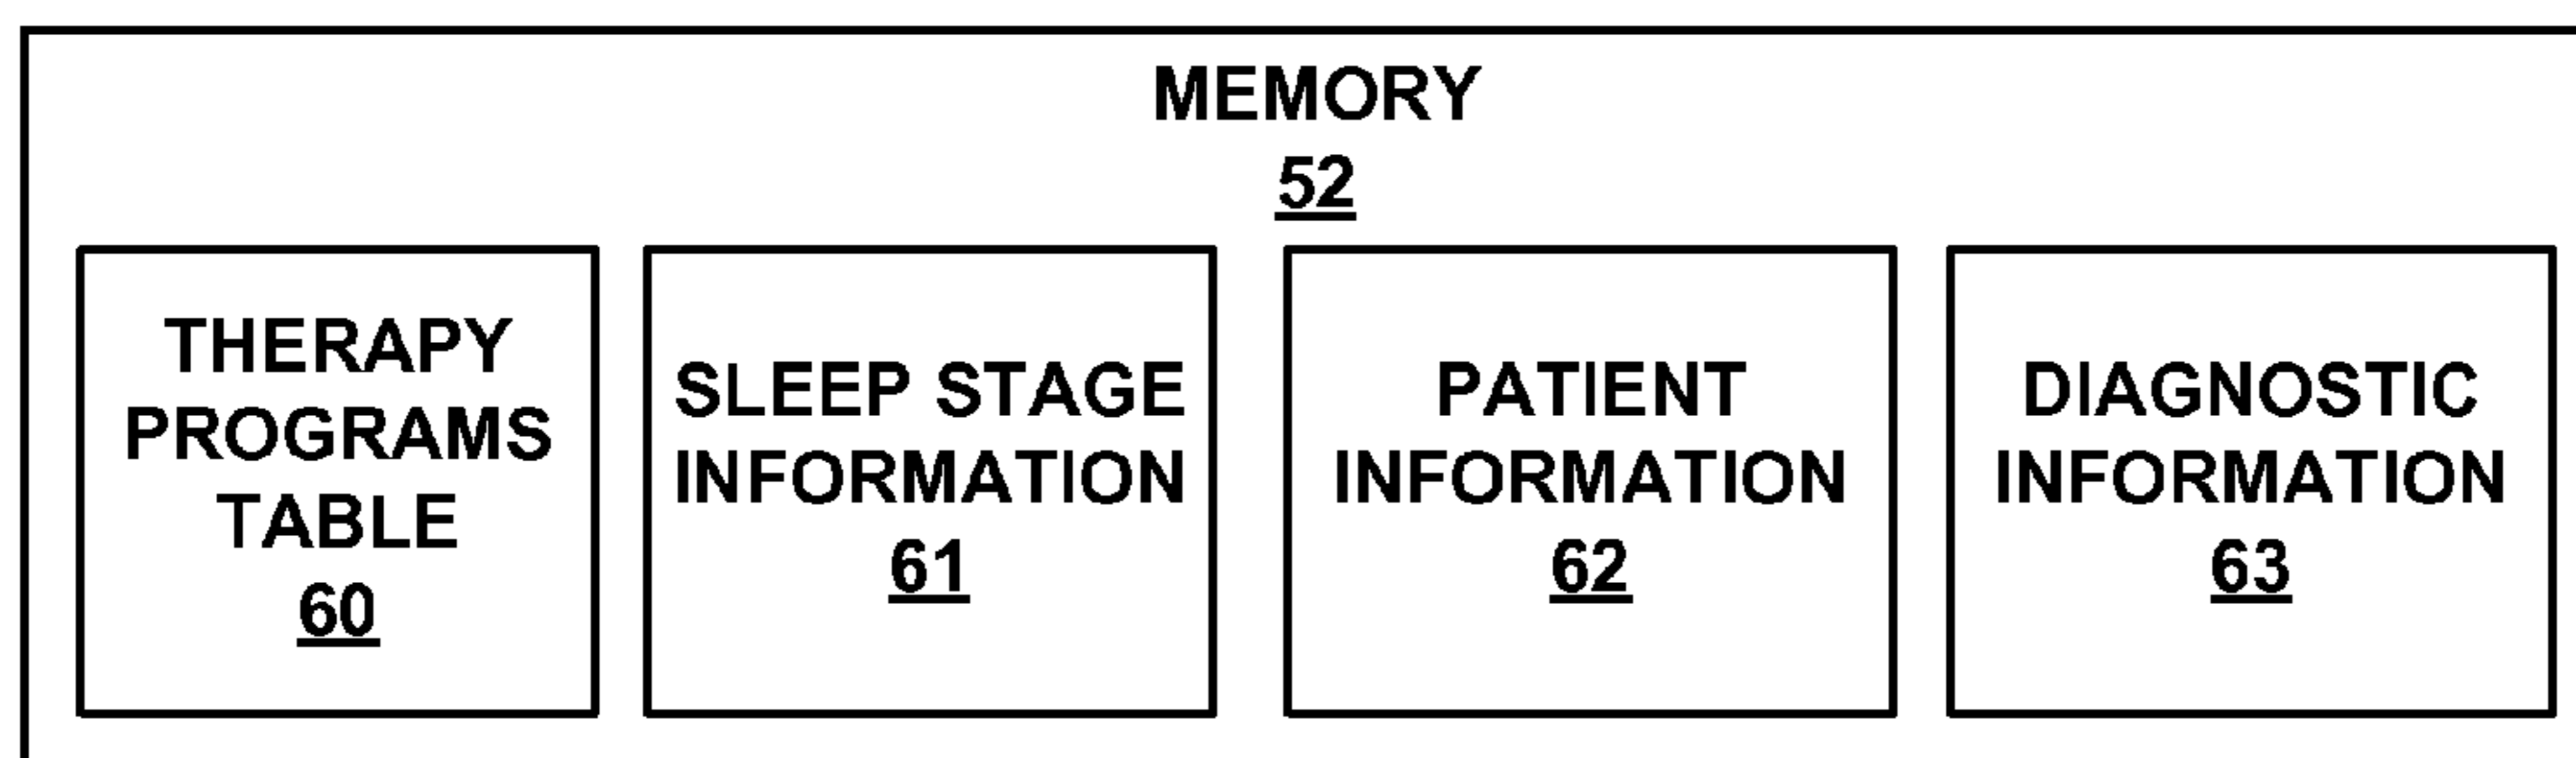 MEMORY
52
THERAPY
PROGRAMS
TABLE
60
SLEEP STAGE
INFORMATION
61
PATIENT
INFORMATION
62
DIAGNOSTIC
INFORMATION
63